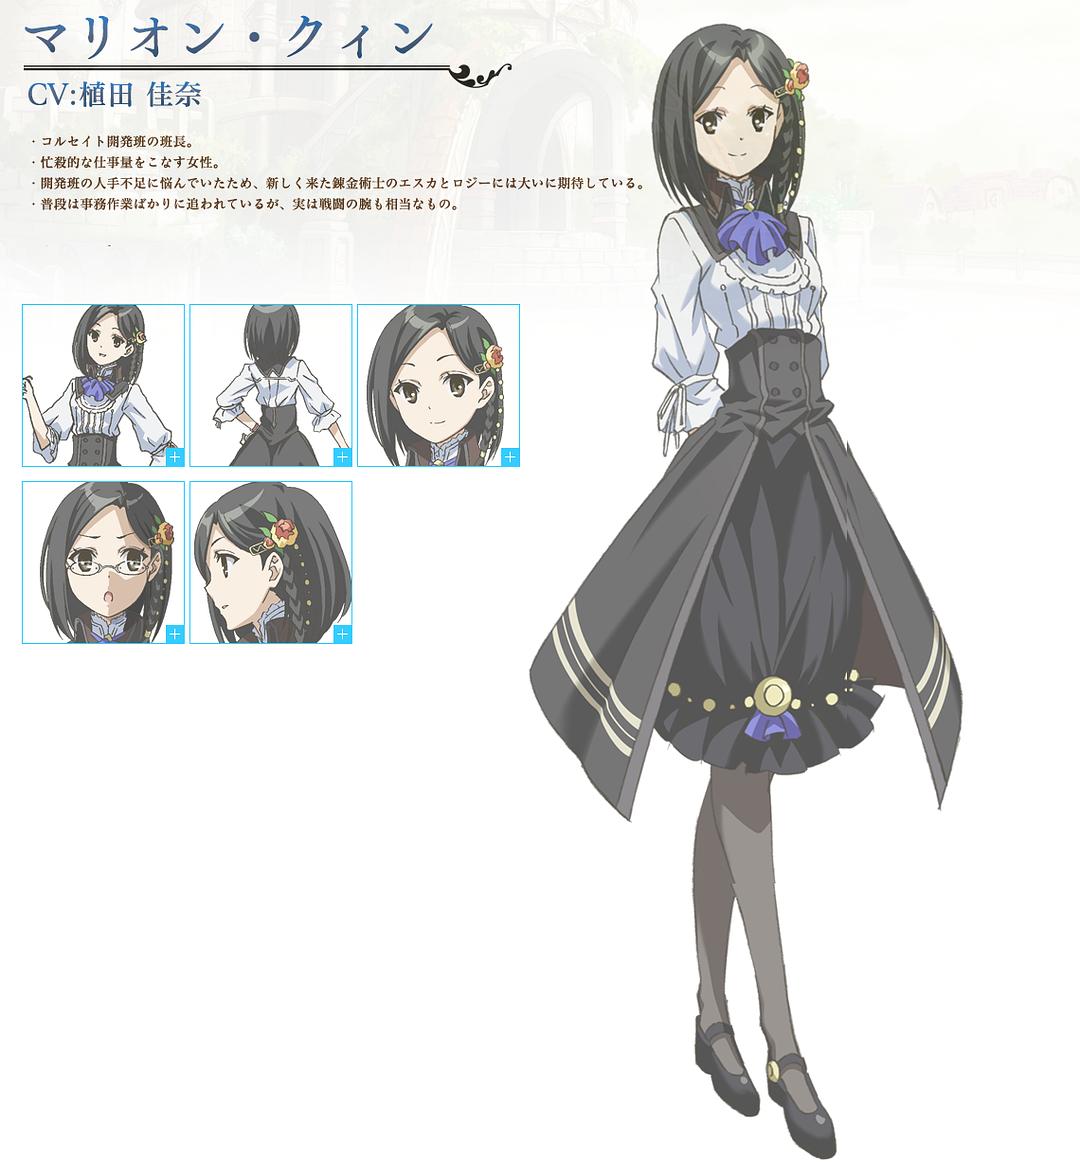 マリオン・クィン
CV:植田 佳奈
・コルセイト開発班の班長。
・忙殺的な仕事量をこなす女性。
・開発班の人手不足に悩んでいたため、新しく来た錬金術士のエスカとロジーには大いに期待している。
・普段は事務作業ばかりに追われているが、実は戦闘の腕も相当なもの。